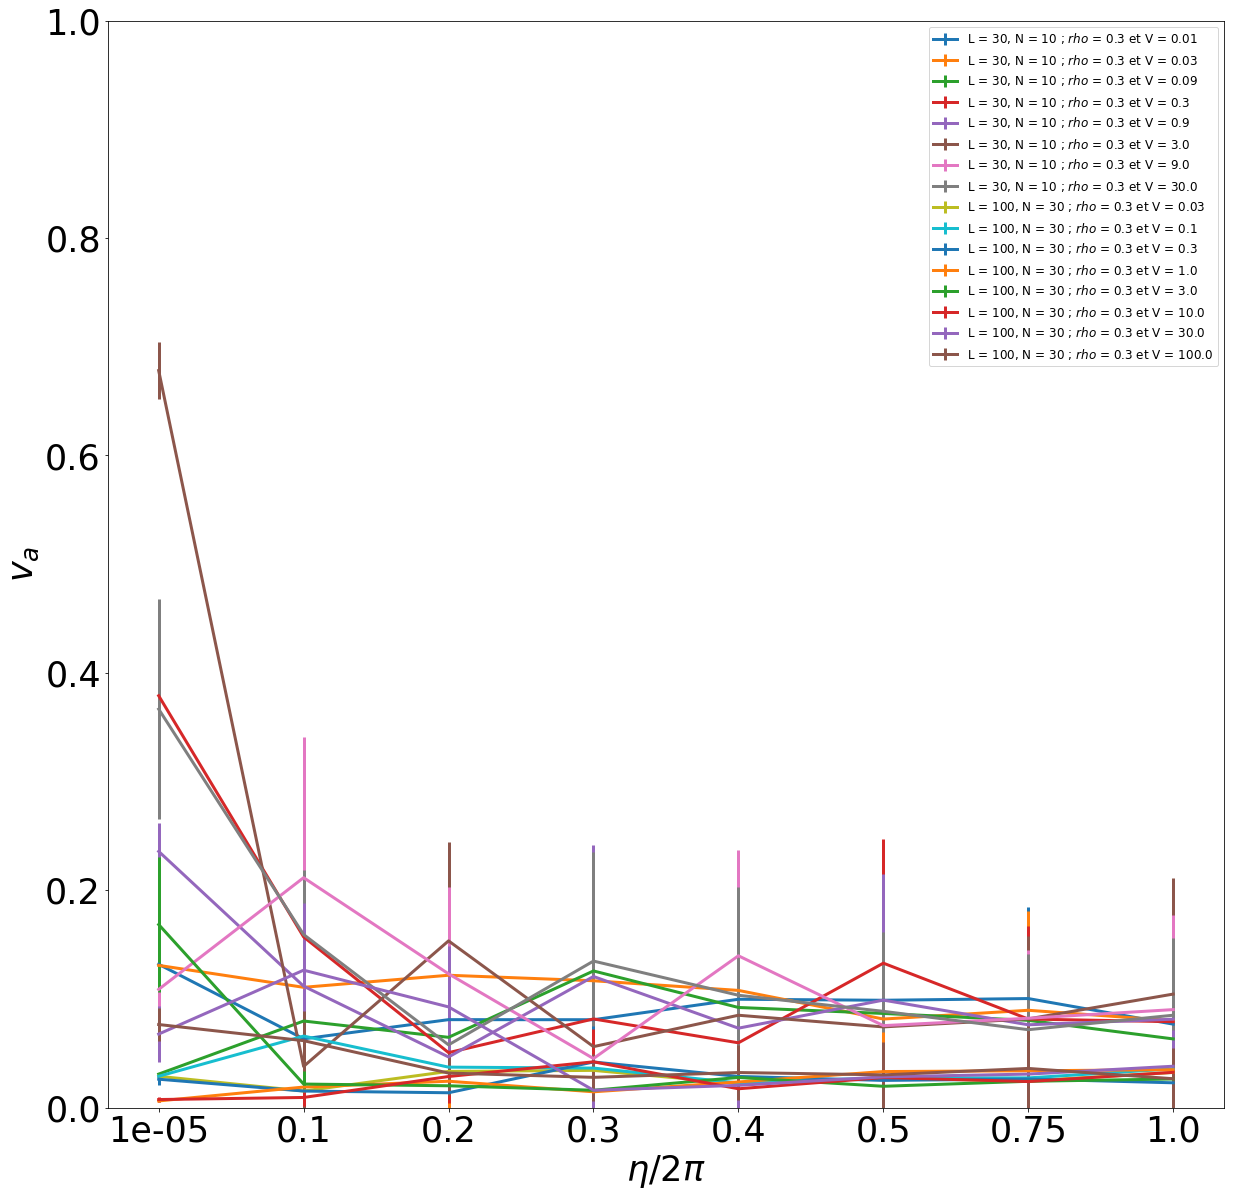 1.0
0.8
0.6
0.4
0.2
0.0
v_a
L = 30, N = 10 ; rho = 0.3 et V = 0.01
L = 30, N = 10 ; rho = 0.3 et V = 0.03
L = 30, N = 10 ; rho = 0.3 et V = 0.09
L = 30, N = 10 ; rho = 0.3 et V = 0.3
L = 30, N = 10 ; rho = 0.3 et V = 0.9
L = 30, N = 10 ; rho = 0.3 et V = 3.0
L = 30, N = 10 ; rho = 0.3 et V = 9.0
L = 30, N = 10 ; rho = 0.3 et V = 30.0
L = 100, N = 30 ; rho = 0.3 et V = 0.03
L = 100, N = 30 ; rho = 0.3 et V = 0.1
L = 100, N = 30 ; rho = 0.3 et V = 0.3
L = 100, N = 30 ; rho = 0.3 et V = 1.0
L = 100, N = 30 ; rho = 0.3 et V = 3.0
L = 100, N = 30 ; rho = 0.3 et V = 10.0
L = 100, N = 30 ; rho = 0.3 et V = 30.0
L = 100, N = 30 ; rho = 0.3 et V = 100.0
1e-05 0.1 0.2 0.3 0.4 0.5 0.75 1.0
η/2π